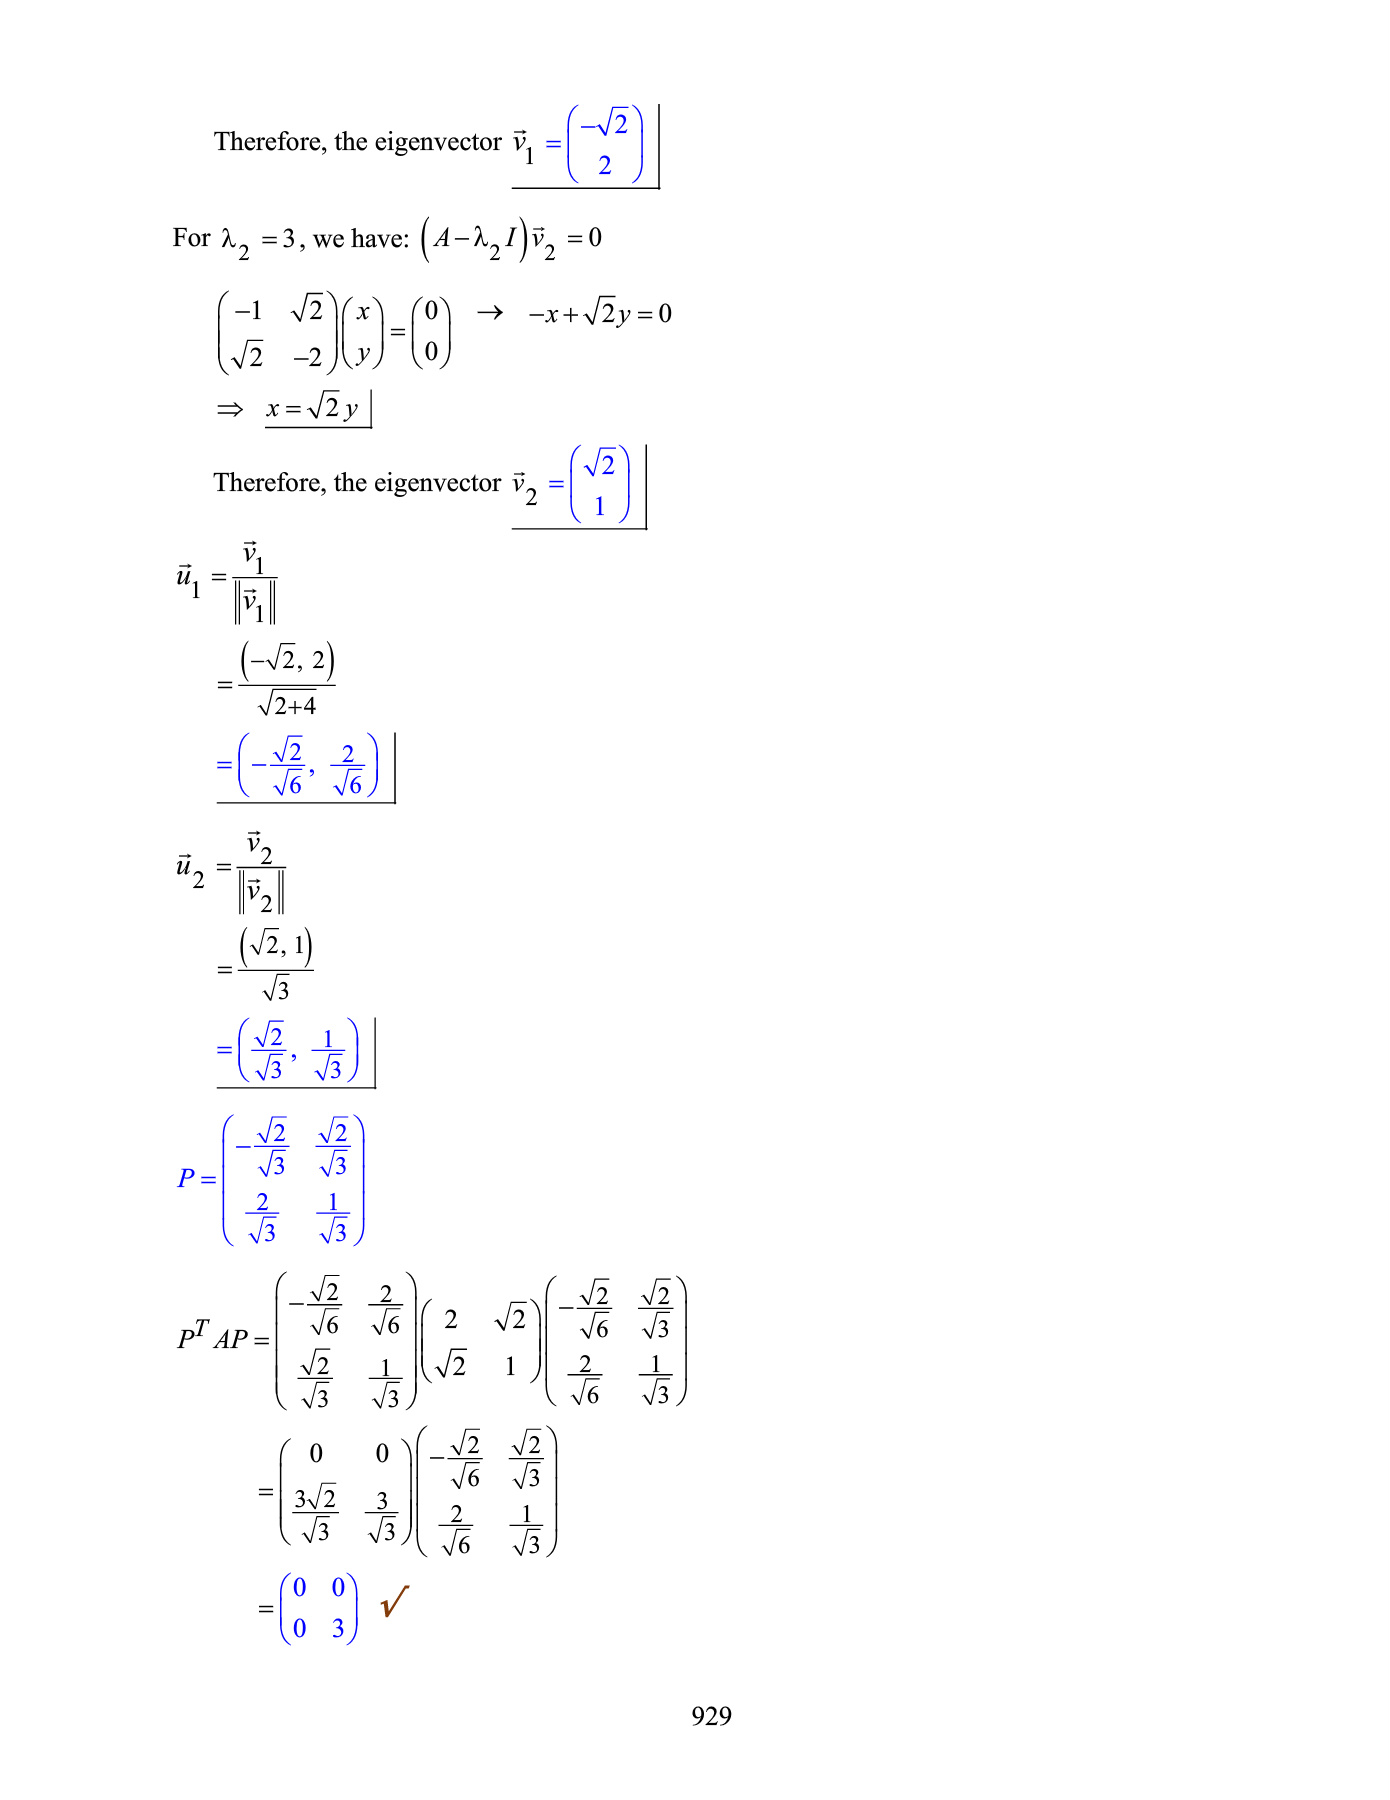 Therefore, the eigenvector $\vec{v}_1 = \begin{pmatrix} -\sqrt{2} \\ 2 \end{pmatrix}$
For $\lambda_2 = 3$, we have: $\left(A - \lambda_2 I\right)\vec{v}_2 = 0$
$\begin{pmatrix} -1 & \sqrt{2} \\ \sqrt{2} & -2 \end{pmatrix}\begin{pmatrix} x \\ y \end{pmatrix} = \begin{pmatrix} 0 \\ 0 \end{pmatrix} \rightarrow -x + \sqrt{2}y = 0$
$\Rightarrow x = \sqrt{2}\,y$
Therefore, the eigenvector $\vec{v}_2 = \begin{pmatrix} \sqrt{2} \\ 1 \end{pmatrix}$
$\vec{u}_1 = \frac{\vec{v}_1}{\left\|\vec{v}_1\right\|}$
$= \frac{\left(-\sqrt{2},\, 2\right)}{\sqrt{2+4}}$
$= \left(-\frac{\sqrt{2}}{\sqrt{6}},\, \frac{2}{\sqrt{6}}\right)$
$\vec{u}_2 = \frac{\vec{v}_2}{\left\|\vec{v}_2\right\|}$
$= \frac{\left(\sqrt{2},\, 1\right)}{\sqrt{3}}$
$= \left(\frac{\sqrt{2}}{\sqrt{3}},\, \frac{1}{\sqrt{3}}\right)$
$P = \begin{pmatrix} -\frac{\sqrt{2}}{\sqrt{3}} & \frac{\sqrt{2}}{\sqrt{3}} \\ \frac{2}{\sqrt{3}} & \frac{1}{\sqrt{3}} \end{pmatrix}$
$P^T AP = \begin{pmatrix} -\frac{\sqrt{2}}{\sqrt{6}} & \frac{2}{\sqrt{6}} \\ \frac{\sqrt{2}}{\sqrt{3}} & \frac{1}{\sqrt{3}} \end{pmatrix}\begin{pmatrix} 2 & \sqrt{2} \\ \sqrt{2} & 1 \end{pmatrix}\begin{pmatrix} -\frac{\sqrt{2}}{\sqrt{6}} & \frac{\sqrt{2}}{\sqrt{3}} \\ \frac{2}{\sqrt{6}} & \frac{1}{\sqrt{3}} \end{pmatrix}$
$= \begin{pmatrix} 0 & 0 \\ \frac{3\sqrt{2}}{\sqrt{3}} & \frac{3}{\sqrt{3}} \end{pmatrix}\begin{pmatrix} -\frac{\sqrt{2}}{\sqrt{6}} & \frac{\sqrt{2}}{\sqrt{3}} \\ \frac{2}{\sqrt{6}} & \frac{1}{\sqrt{3}} \end{pmatrix}$
$= \begin{pmatrix} 0 & 0 \\ 0 & 3 \end{pmatrix}$ ✓
929